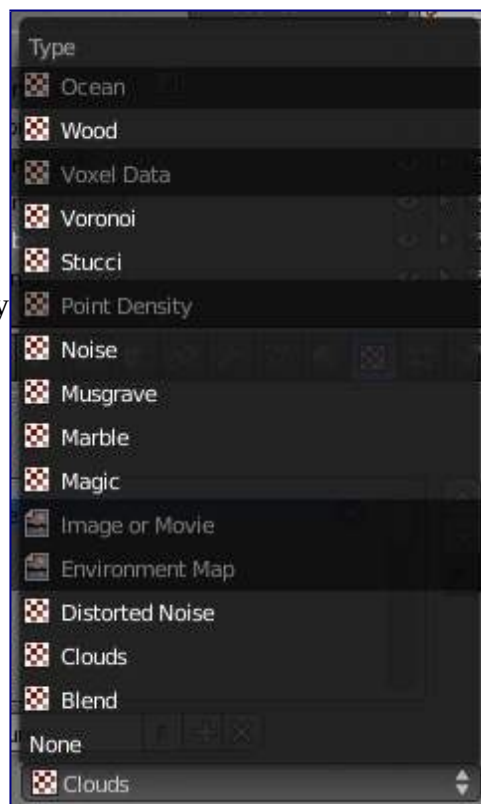 Type
Ocean
Wood
Voxel Data
Voronoi
Stucci
Point Density
Noise
Musgrave
Marble
Magic
Image or Movie
Environment Map
Distorted Noise
Clouds
Blend
None
Clouds